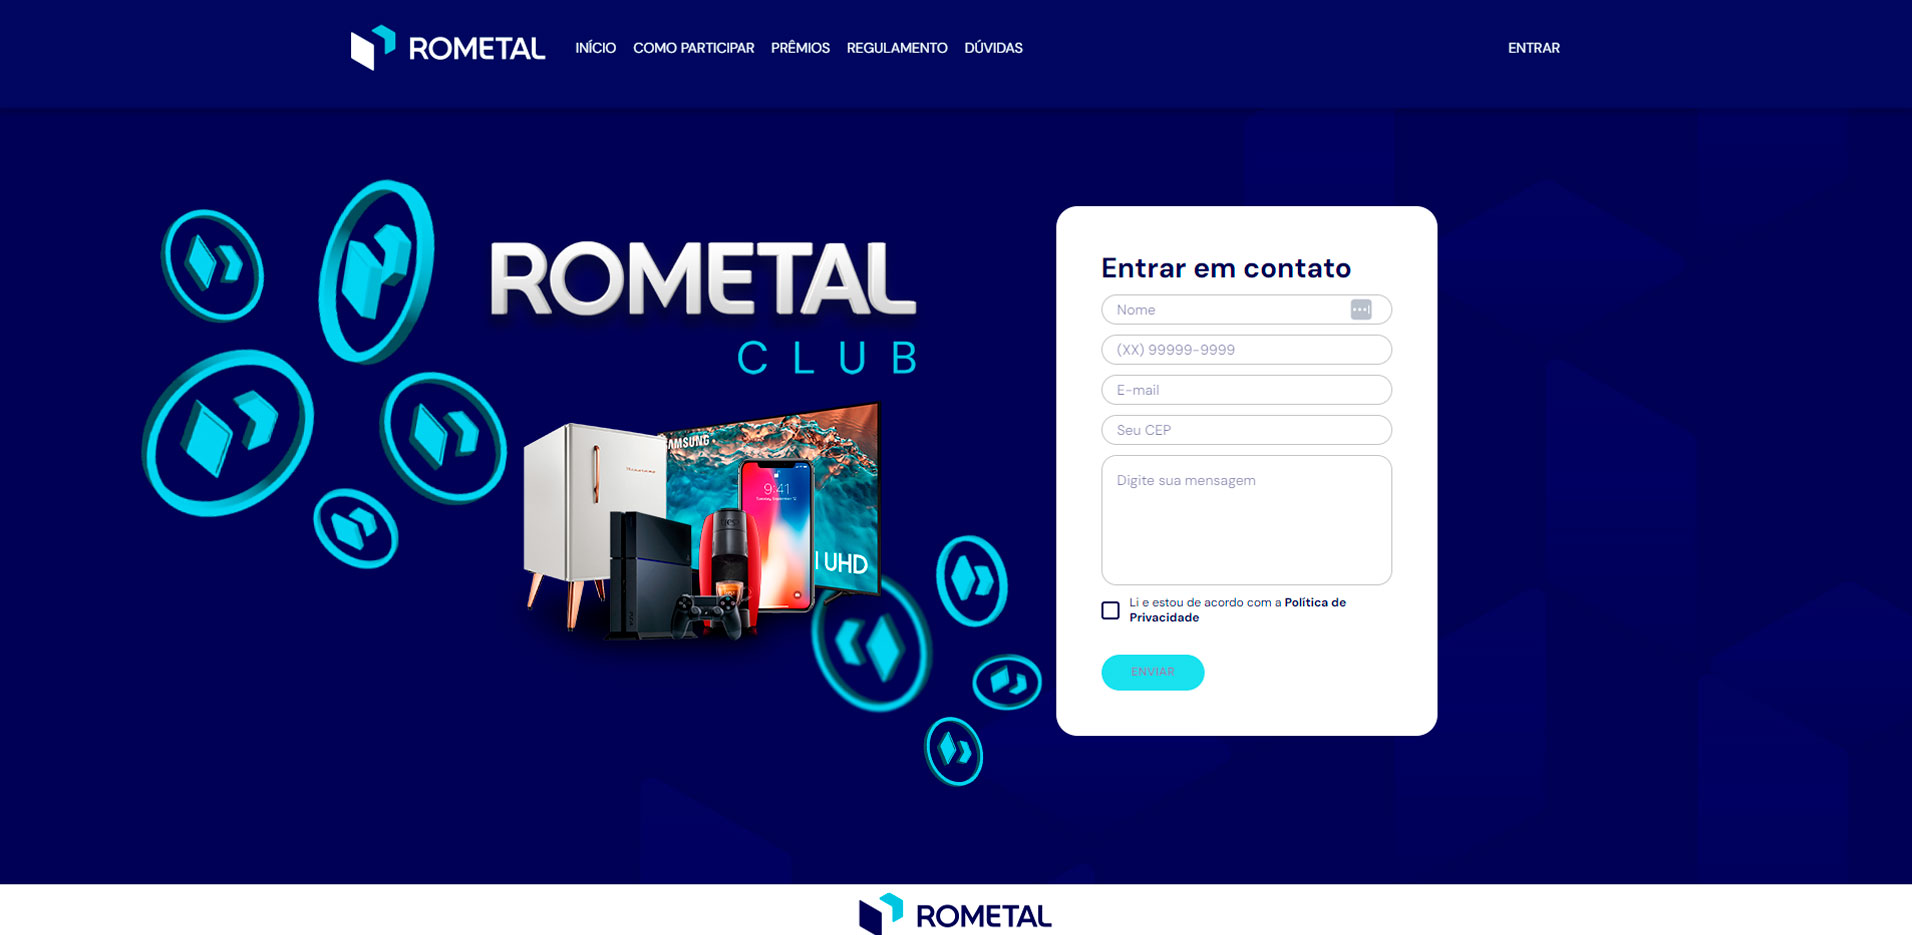 ROMETAL
INÍCIO COMO PARTICIPAR PRÊMIOS REGULAMENTO DÚVIDAS
ENTRAR
ROMETAL
CLUB
SAMSUNG
9:41
UHD
Entrar em contato
Nome
(XX) 99999-9999
E-mail
Seu CEP
Digite sua mensagem
Li e estou de acordo com a Política de
Privacidade
ENVIAR
ROMETAL